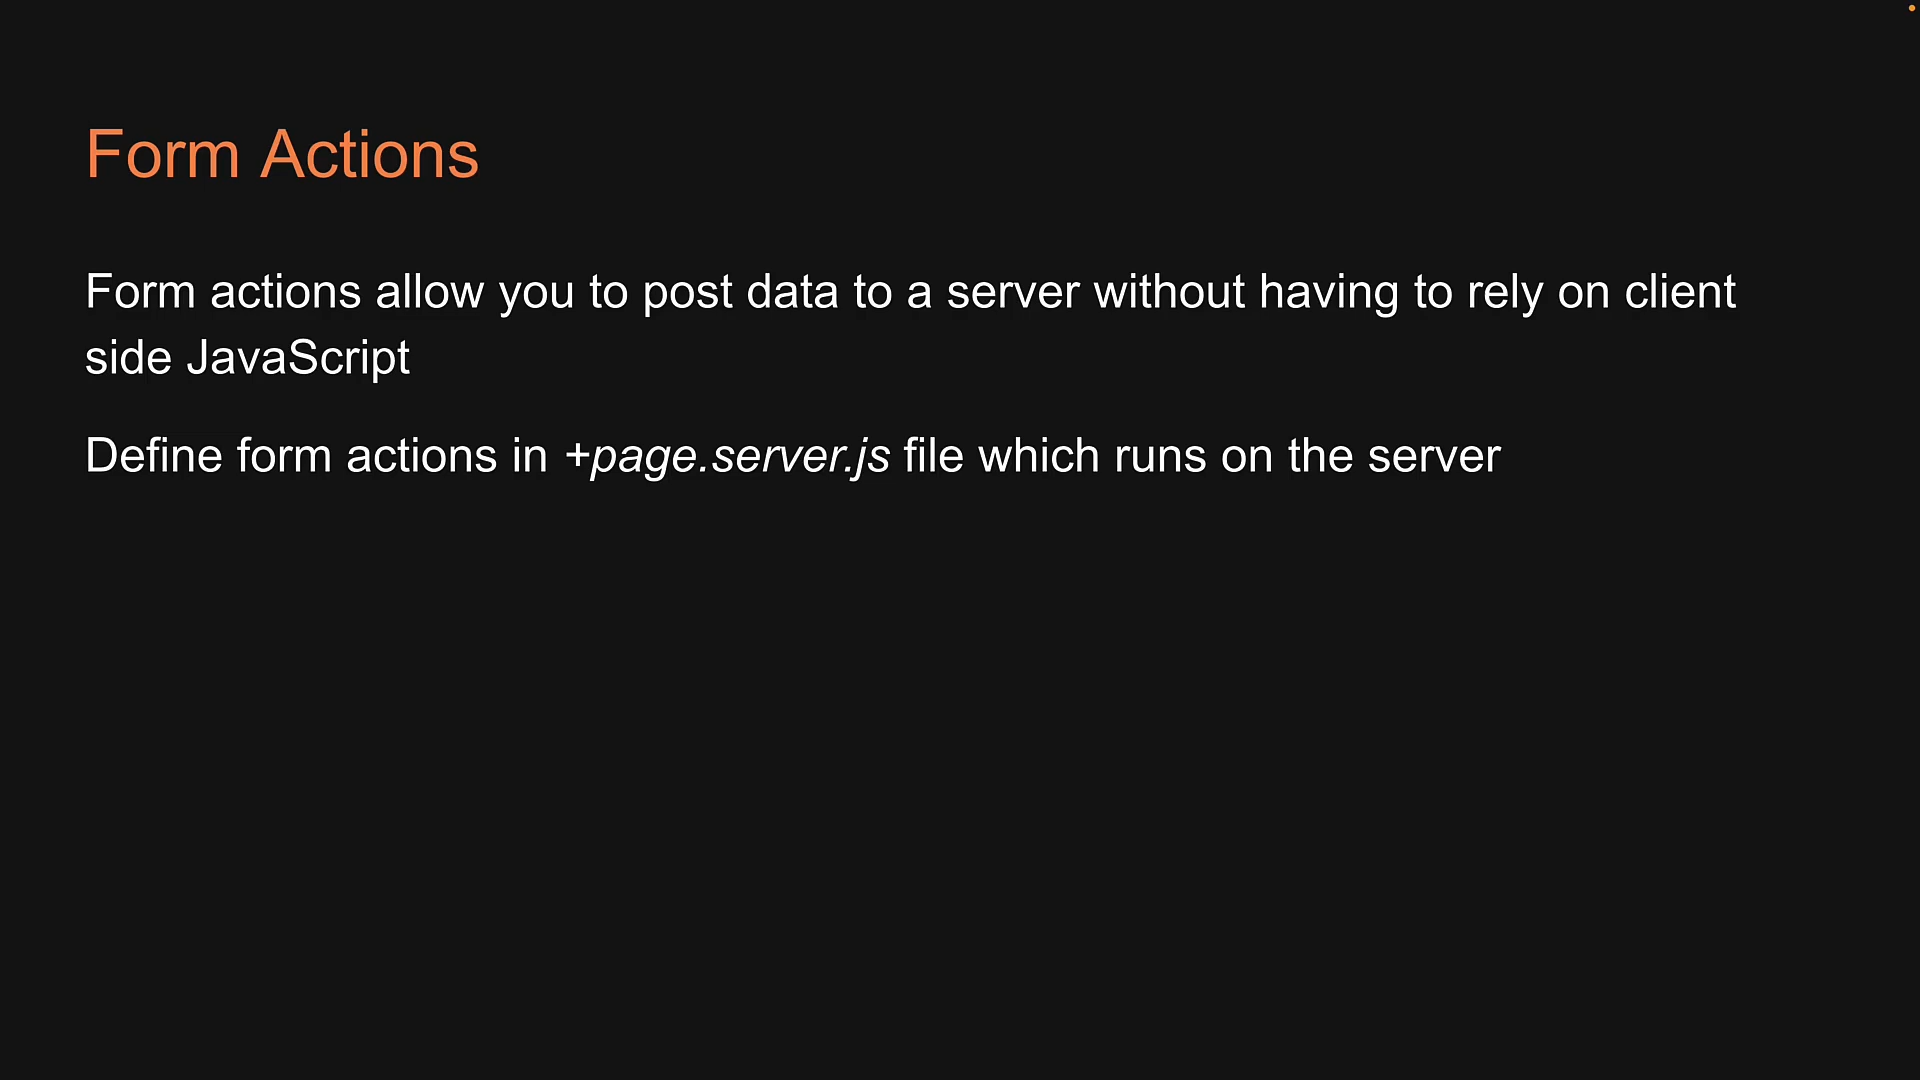 Form Actions
Form actions allow you to post data to a server without having to rely on client
side JavaScript
Define form actions in +page.server.js file which runs on the server